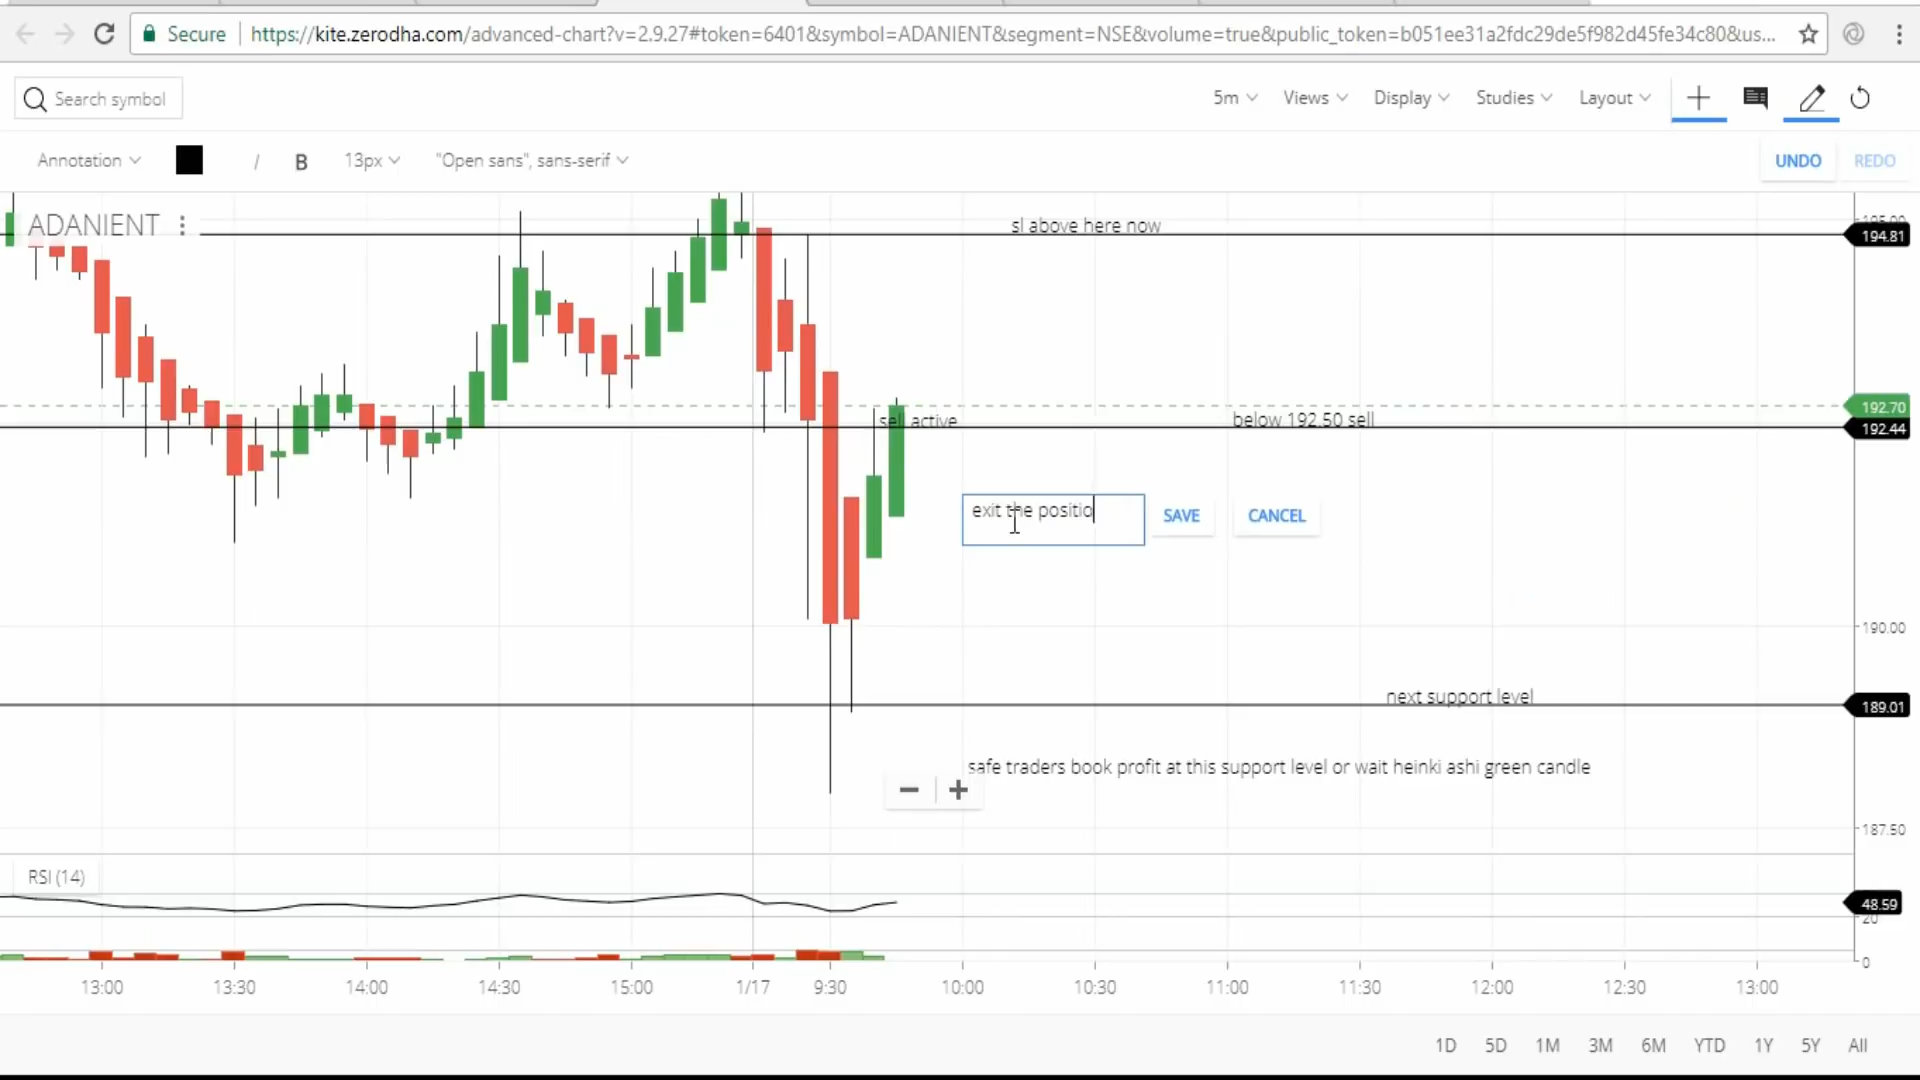 Secure https://kite.zerodha.com/advanced-chart?v=2.9.27#token=6401&symbol=ADANIENT&segment=NSE&volume=true&public_token=b051ee31a2fdc29de5f982d45fe34c80&us...
Search symbol 5m Views Display Studies Layout
Annotation I B 13px "Open sans", sans-serif UNDO REDO
ADANIENT
sl above here now
195.00
194.81
192.70
sell active
below 192.50 sell
192.44
exit the positio SAVE CANCEL
190.00
next support level
189.01
safe traders book profit at this support level or wait heinki ashi green candle
187.50
RSI (14)
48.59
20
0
13:00 13:30 14:00 14:30 15:00 1/17 9:30 10:00 10:30 11:00 11:30 12:00 12:30 13:00
1D 5D 1M 3M 6M YTD 1Y 5Y All